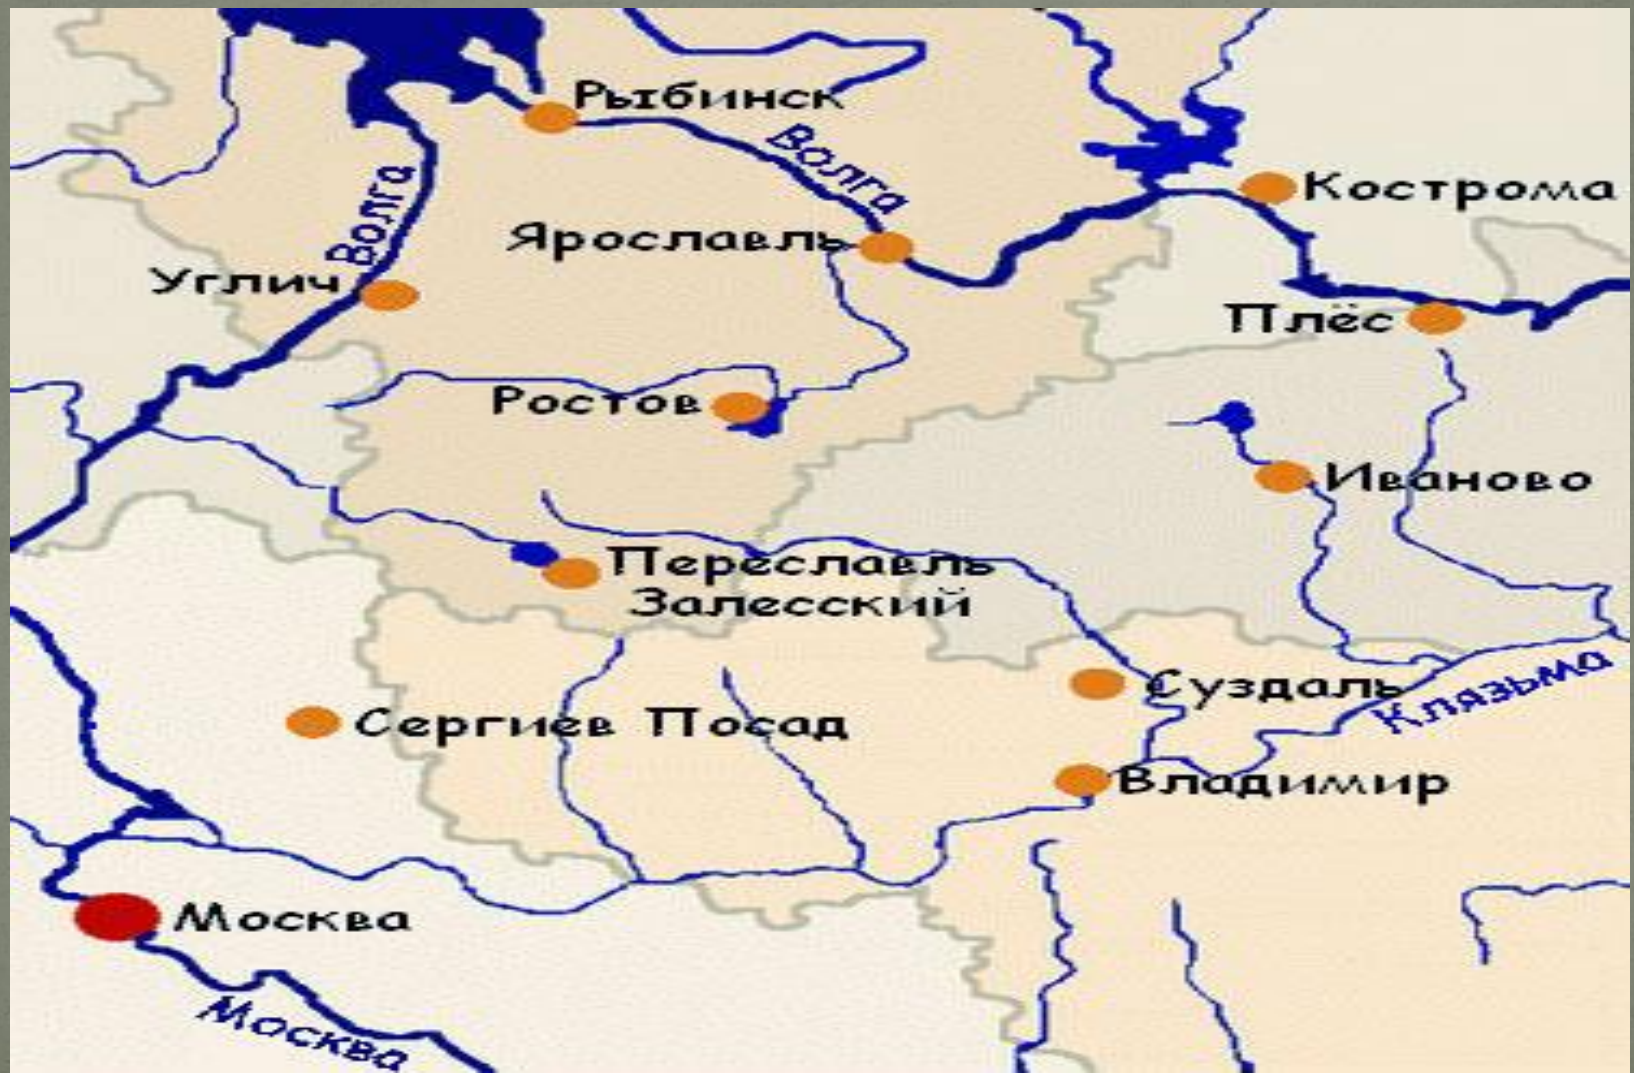 Рыбинск
Волга
Волга
Кострома
Ярославль
Углич
Плёс
Ростов
Иваново
Переславль
Залесский
Суздаль
Клязьма
Сергиев Посад
Владимир
Москва
Москва